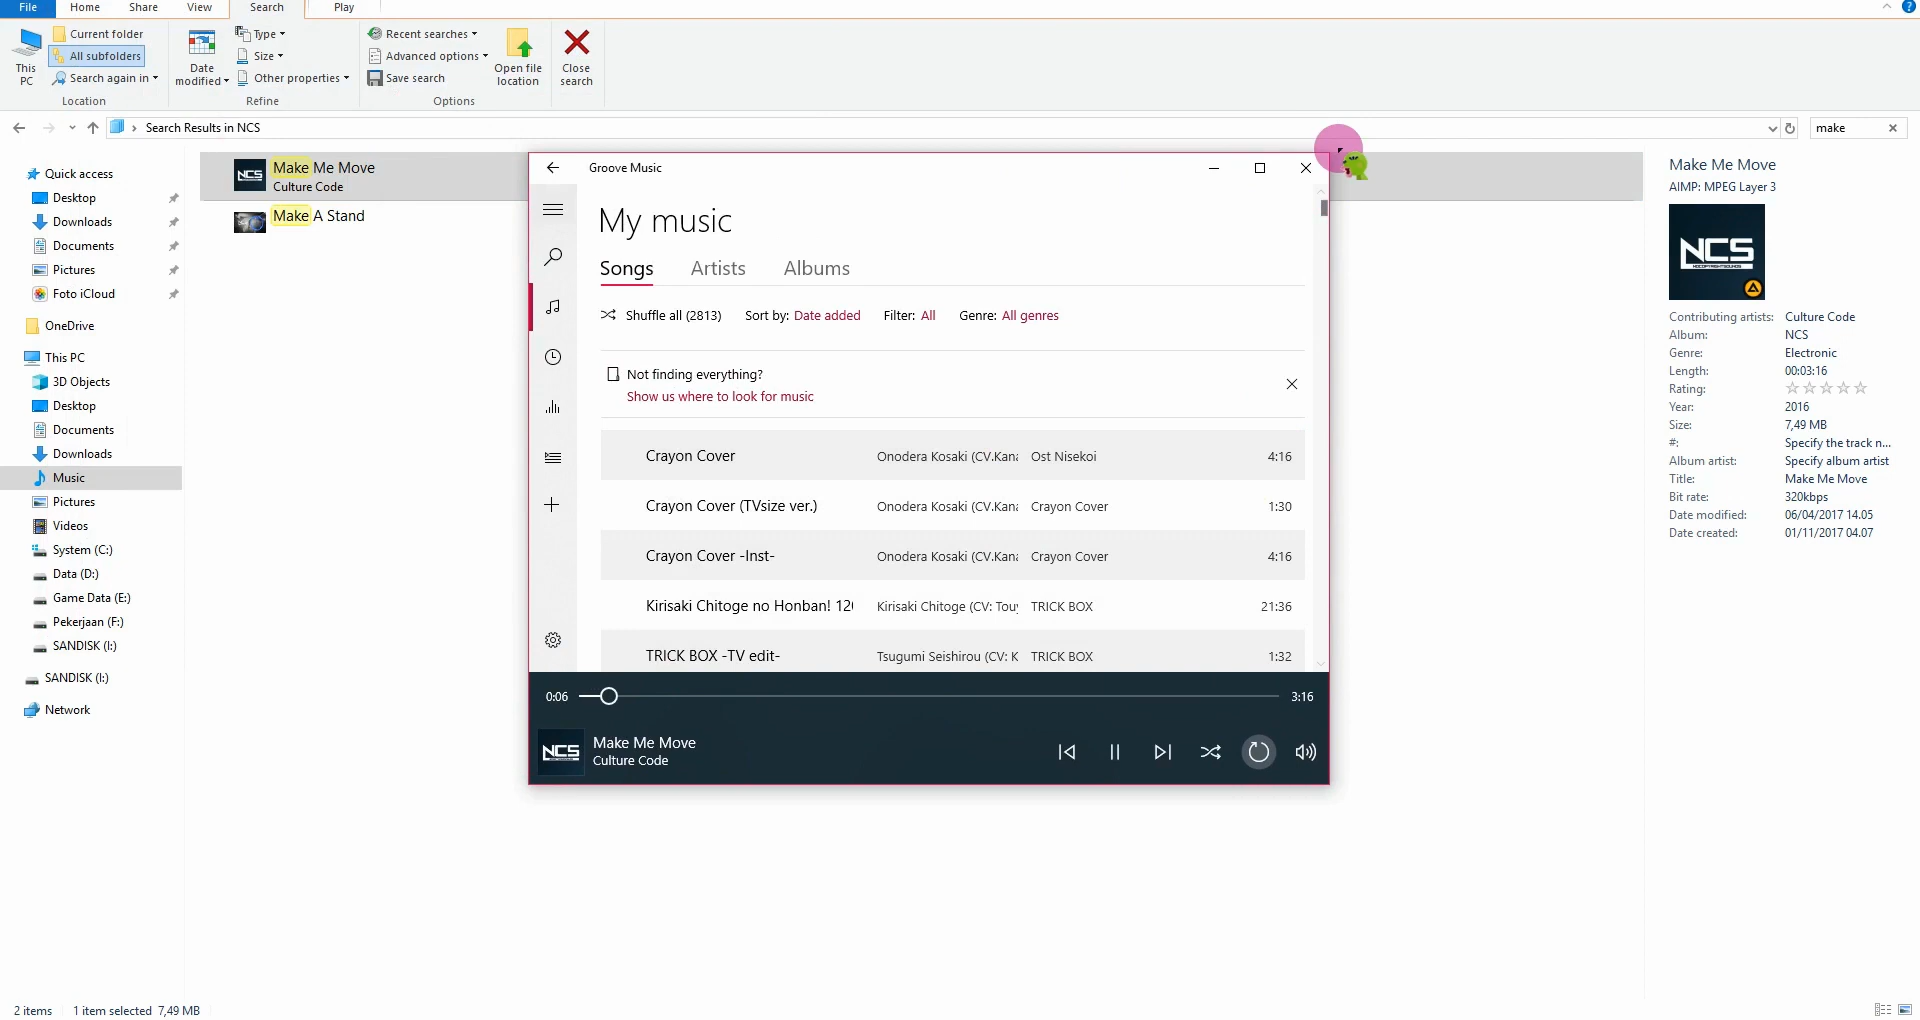 File Home Share View Search Play
Current folder
All subfolders
Search again in
This PC
Location
Date modified
Type
Size
Other properties
Refine
Recent searches
Advanced options
Save search
Options
Open file location
Close search
Search Results in NCS
make
Quick access
Desktop
Downloads
Documents
Pictures
Foto iCloud
OneDrive
This PC
3D Objects
Desktop
Documents
Downloads
Music
Pictures
Videos
System (C:)
Data (D:)
Game Data (E:)
Pekerjaan (F:)
SANDISK (I:)
SANDISK (I:)
Network
NCS
Make Me Move
Culture Code
Make A Stand
Groove Music
My music
Songs Artists Albums
Shuffle all (2813) Sort by: Date added Filter: All Genre: All genres
Not finding everything?
Show us where to look for music
Crayon Cover Onodera Kosaki (CV.Kana Ost Nisekoi 4:16
Crayon Cover (TVsize ver.) Onodera Kosaki (CV.Kana Crayon Cover 1:30
Crayon Cover -Inst- Onodera Kosaki (CV.Kana Crayon Cover 4:16
Kirisaki Chitoge no Honban! 120 Kirisaki Chitoge (CV: Touy TRICK BOX 21:36
TRICK BOX -TV edit- Tsugumi Seishirou (CV: K TRICK BOX 1:32
0:06 3:16
NCS
Make Me Move
Culture Code
Make Me Move
AIMP: MPEG Layer 3
NCS
NOCOPYRIGHTSOUNDS
Contributing artists: Culture Code
Album: NCS
Genre: Electronic
Length: 00:03:16
Rating:
Year: 2016
Size: 7,49 MB
#: Specify the track n...
Album artist: Specify album artist
Title: Make Me Move
Bit rate: 320kbps
Date modified: 06/04/2017 14.05
Date created: 01/11/2017 04.07
2 items 1 item selected 7,49 MB